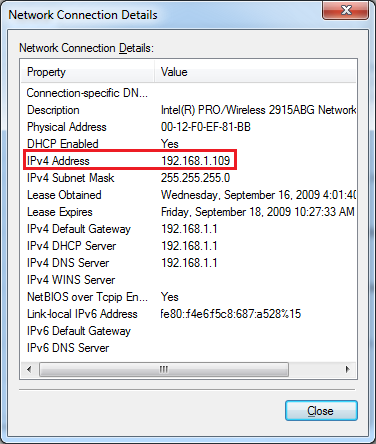 Network Connection Details
Network Connection Details:
Property Value
Connection-specific DN...
Description Intel(R) PRO/Wireless 2915ABG Network
Physical Address 00-12-F0-EF-81-BB
DHCP Enabled Yes
IPv4 Address 192.168.1.109
IPv4 Subnet Mask 255.255.255.0
Lease Obtained Wednesday, September 16, 2009 4:01:40
Lease Expires Friday, September 18, 2009 10:27:33 AM
IPv4 Default Gateway 192.168.1.1
IPv4 DHCP Server 192.168.1.1
IPv4 DNS Server 192.168.1.1
IPv4 WINS Server
NetBIOS over Tcpip En... Yes
Link-local IPv6 Address fe80::f4e6:f5c8:687:a528%15
IPv6 Default Gateway
IPv6 DNS Server
Close